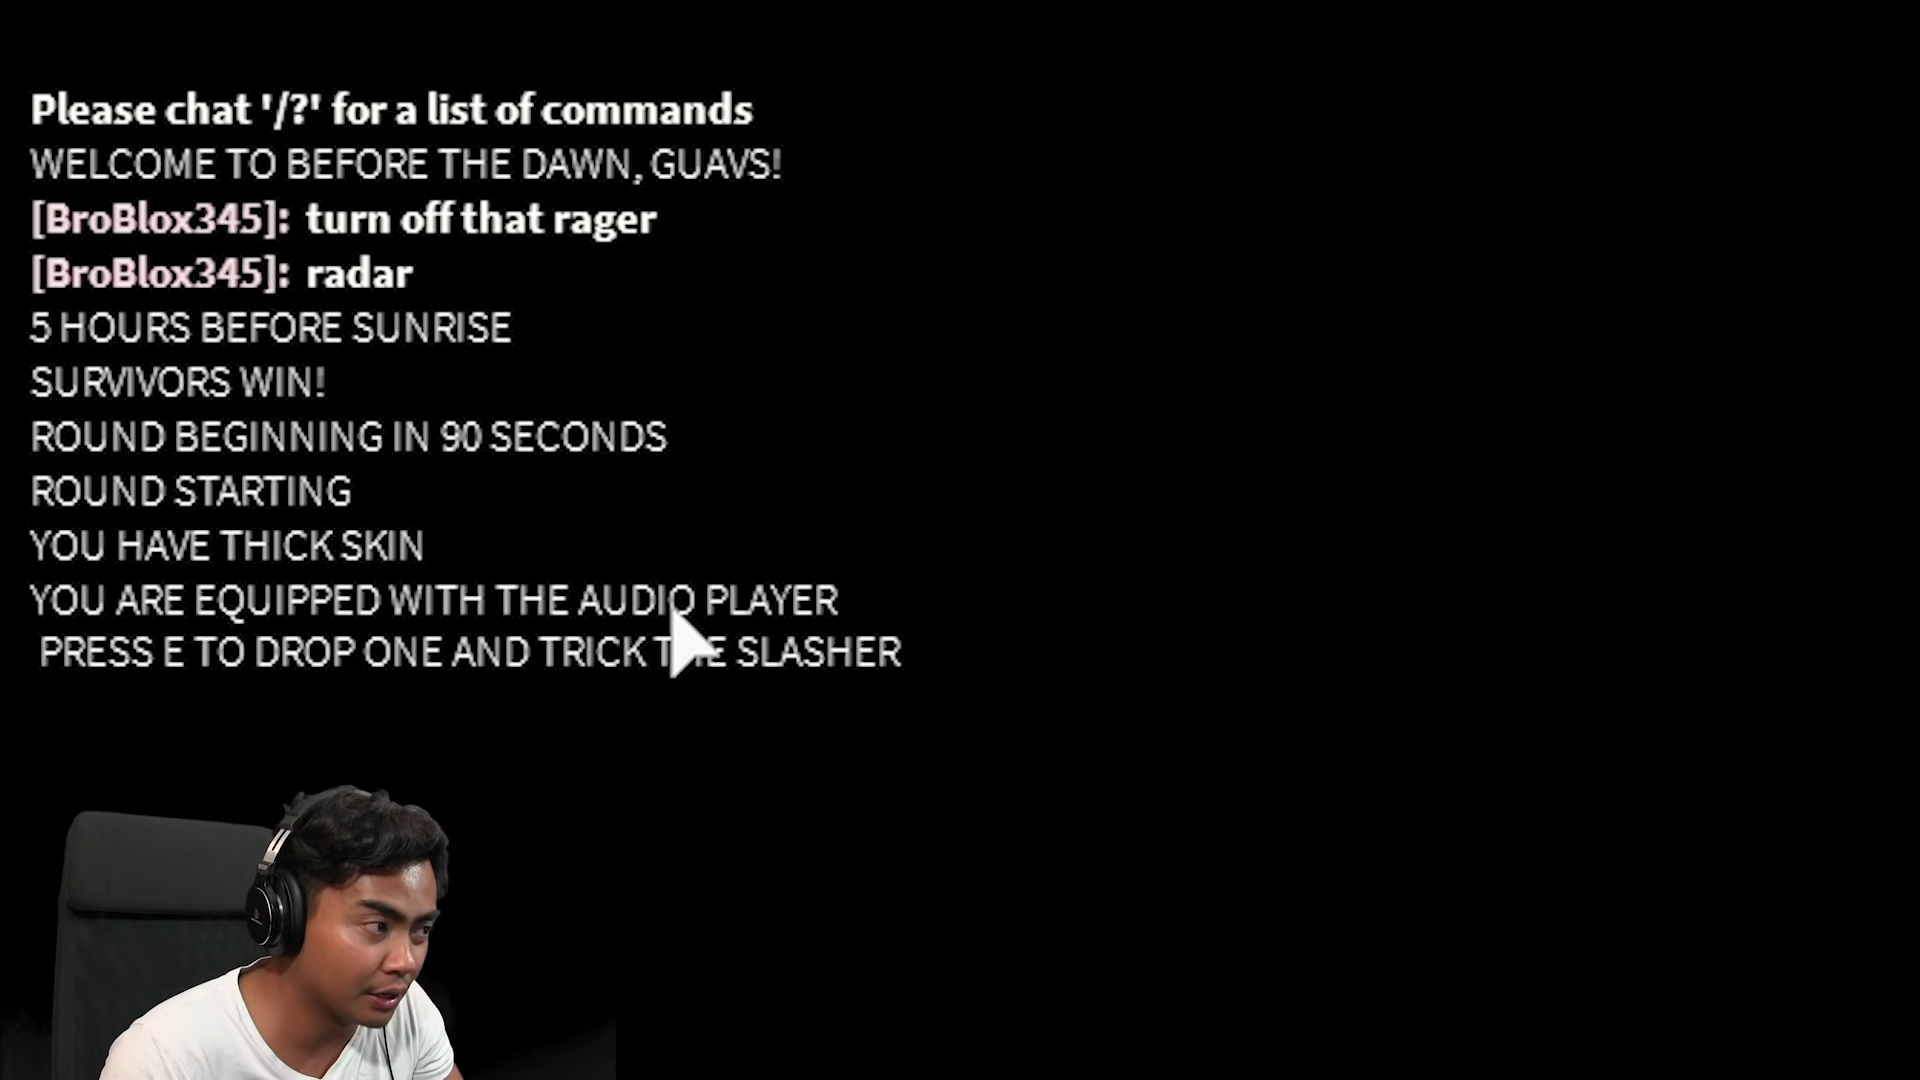 Please chat '/?' for a list of commands
WELCOME TO BEFORE THE DAWN, GUAVS!
[BroBlox345]: turn off that rager
[BroBlox345]: radar
5 HOURS BEFORE SUNRISE
SURVIVORS WIN!
ROUND BEGINNING IN 90 SECONDS
ROUND STARTING
YOU HAVE THICK SKIN
YOU ARE EQUIPPED WITH THE AUDIO PLAYER
PRESS E TO DROP ONE AND TRICK THE SLASHER